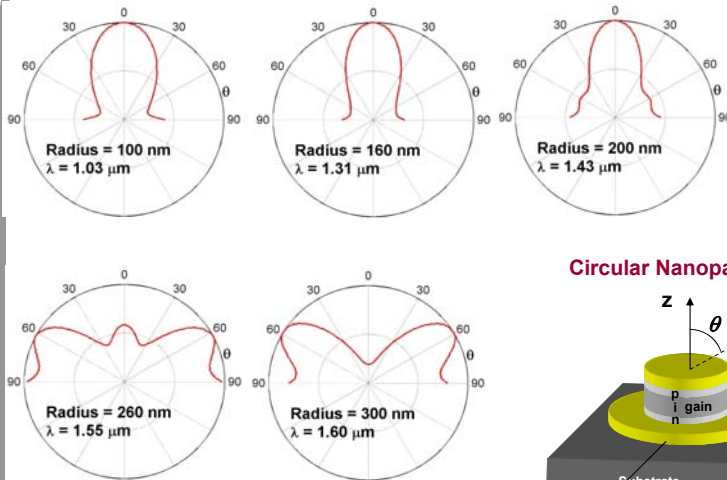 0
30 30
60 60
θ
90 90
Radius = 100 nm
λ = 1.03 μm
0
30 30
60 60
θ
90 90
Radius = 160 nm
λ = 1.31 μm
0
30 30
60 60
θ
90 90
Radius = 200 nm
λ = 1.43 μm
0
30 30
60 60
θ
90 90
Radius = 260 nm
λ = 1.55 μm
0
30 30
60 60
θ
90 90
Radius = 300 nm
λ = 1.60 μm
Circular Nanopa
z
θ
p
i gain
n
Substrate